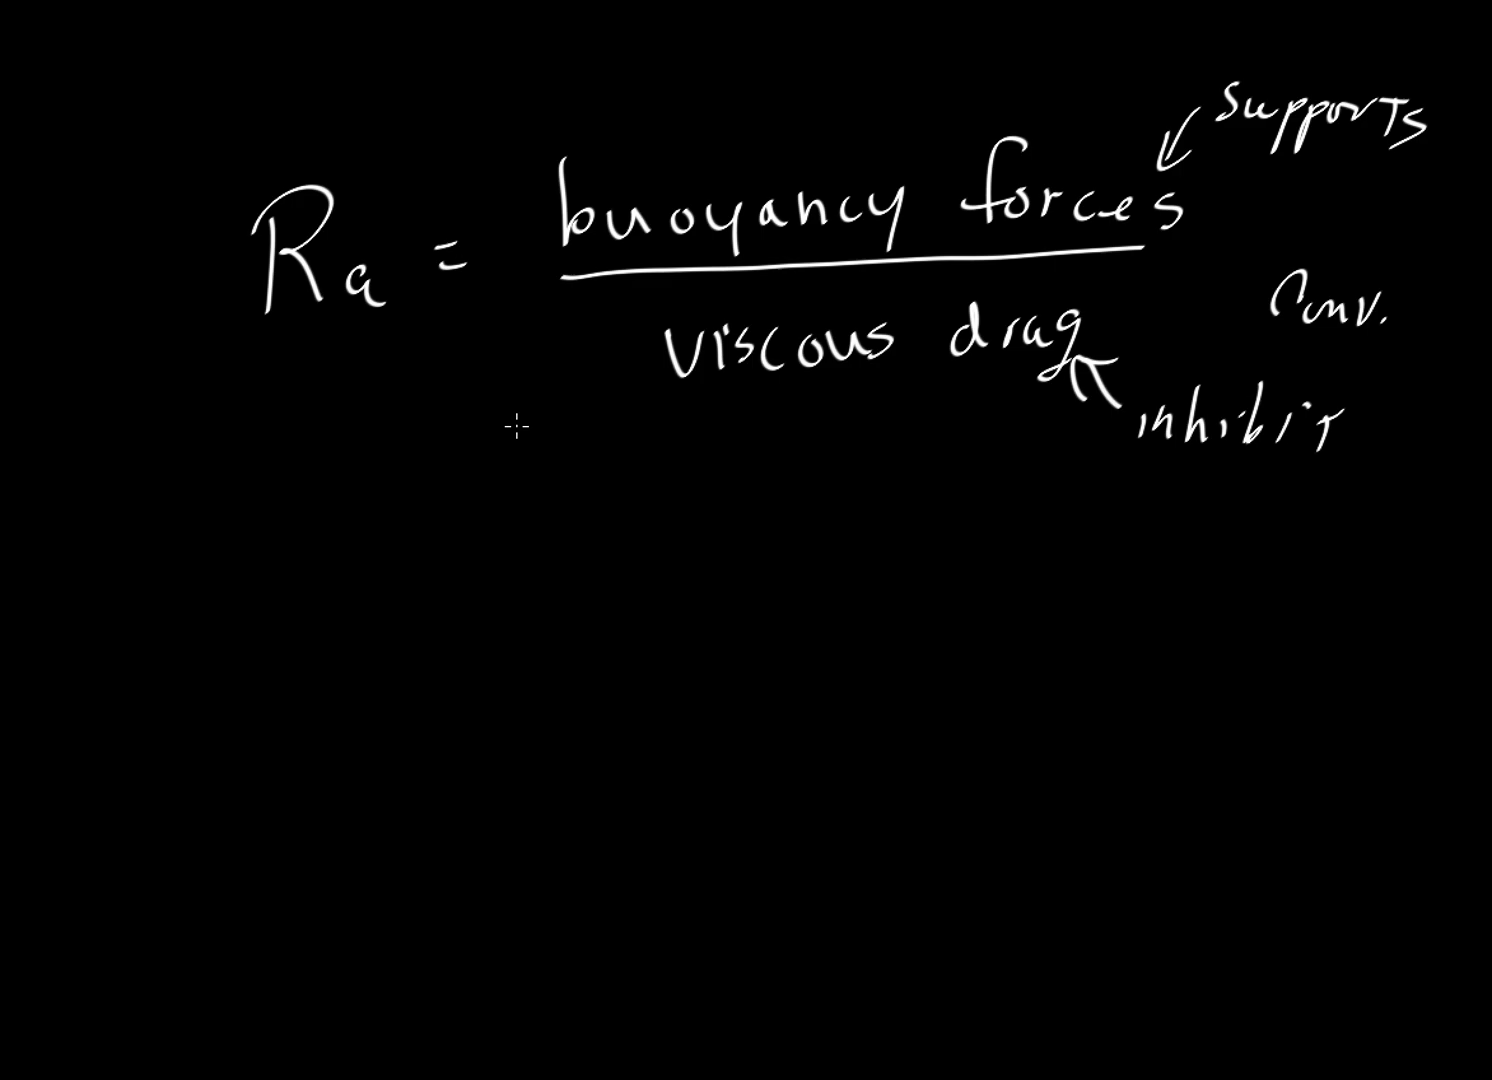 supports
Ra = buoyancy forces
viscous drag
Conv.
inhibit